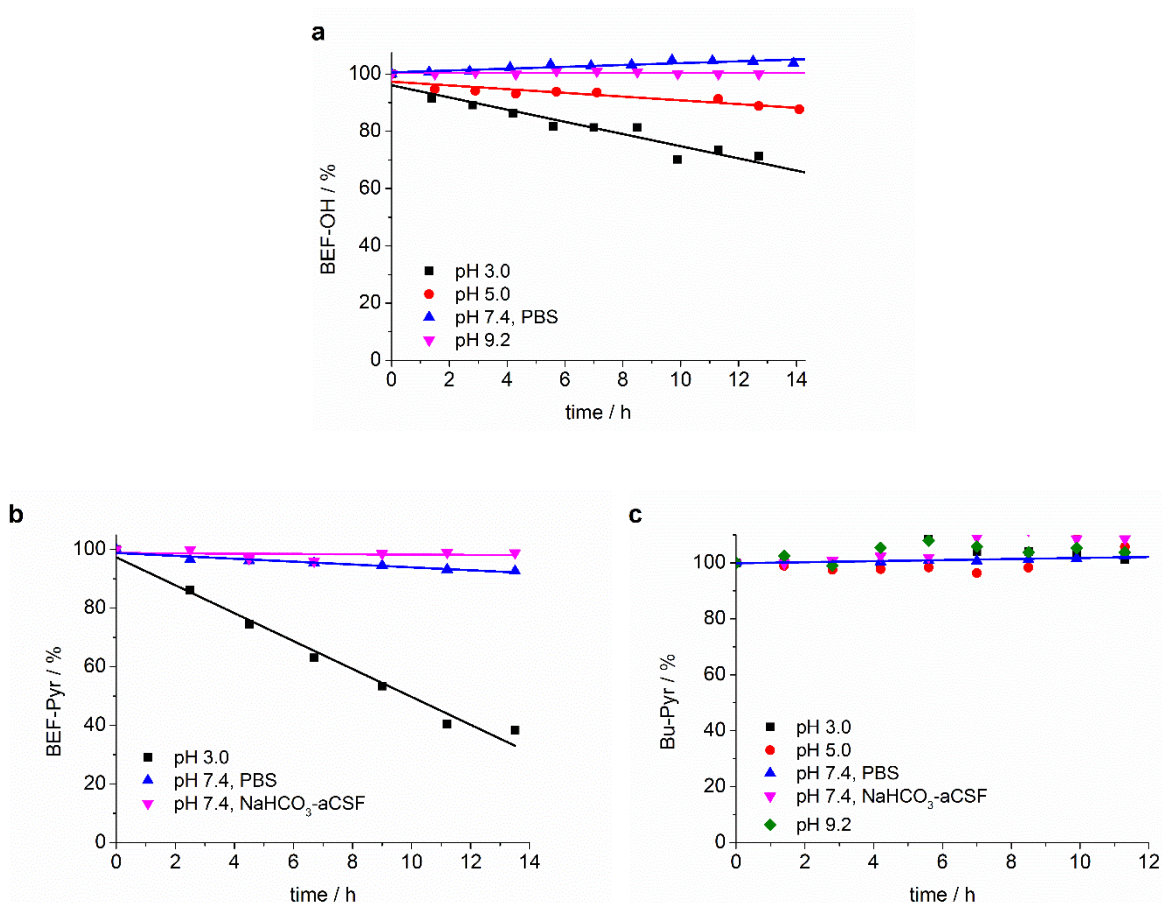 a
BEF-OH / %
100
80
60
40
20
0
pH 3.0
pH 5.0
pH 7.4, PBS
pH 9.2
0 2 4 6 8 10 12 14
time / h
b
BEF-Pyr / %
100
80
60
40
20
0
pH 3.0
pH 7.4, PBS
pH 7.4, NaHCO₃-aCSF
0 2 4 6 8 10 12 14
time / h
c
Bu-Pyr / %
100
80
60
40
20
0
pH 3.0
pH 5.0
pH 7.4, PBS
pH 7.4, NaHCO₃-aCSF
pH 9.2
0 2 4 6 8 10 12
time / h